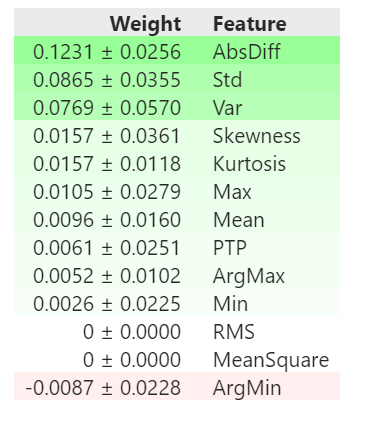 Weight Feature
0.1231 ± 0.0256 AbsDiff
0.0865 ± 0.0355 Std
0.0769 ± 0.0570 Var
0.0157 ± 0.0361 Skewness
0.0157 ± 0.0118 Kurtosis
0.0105 ± 0.0279 Max
0.0096 ± 0.0160 Mean
0.0061 ± 0.0251 PTP
0.0052 ± 0.0102 ArgMax
0.0026 ± 0.0225 Min
0 ± 0.0000 RMS
0 ± 0.0000 MeanSquare
-0.0087 ± 0.0228 ArgMin